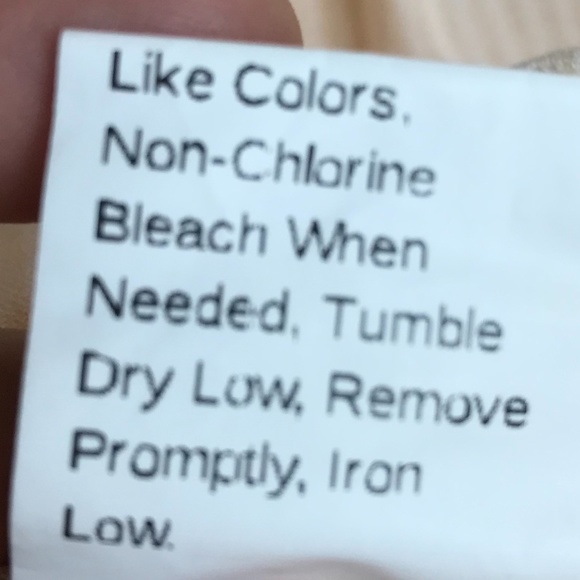 Like Colors,
Non-Chlorine
Bleach When
Needed, Tumble
Dry Low, Remove
Promptly, Iron
Low.